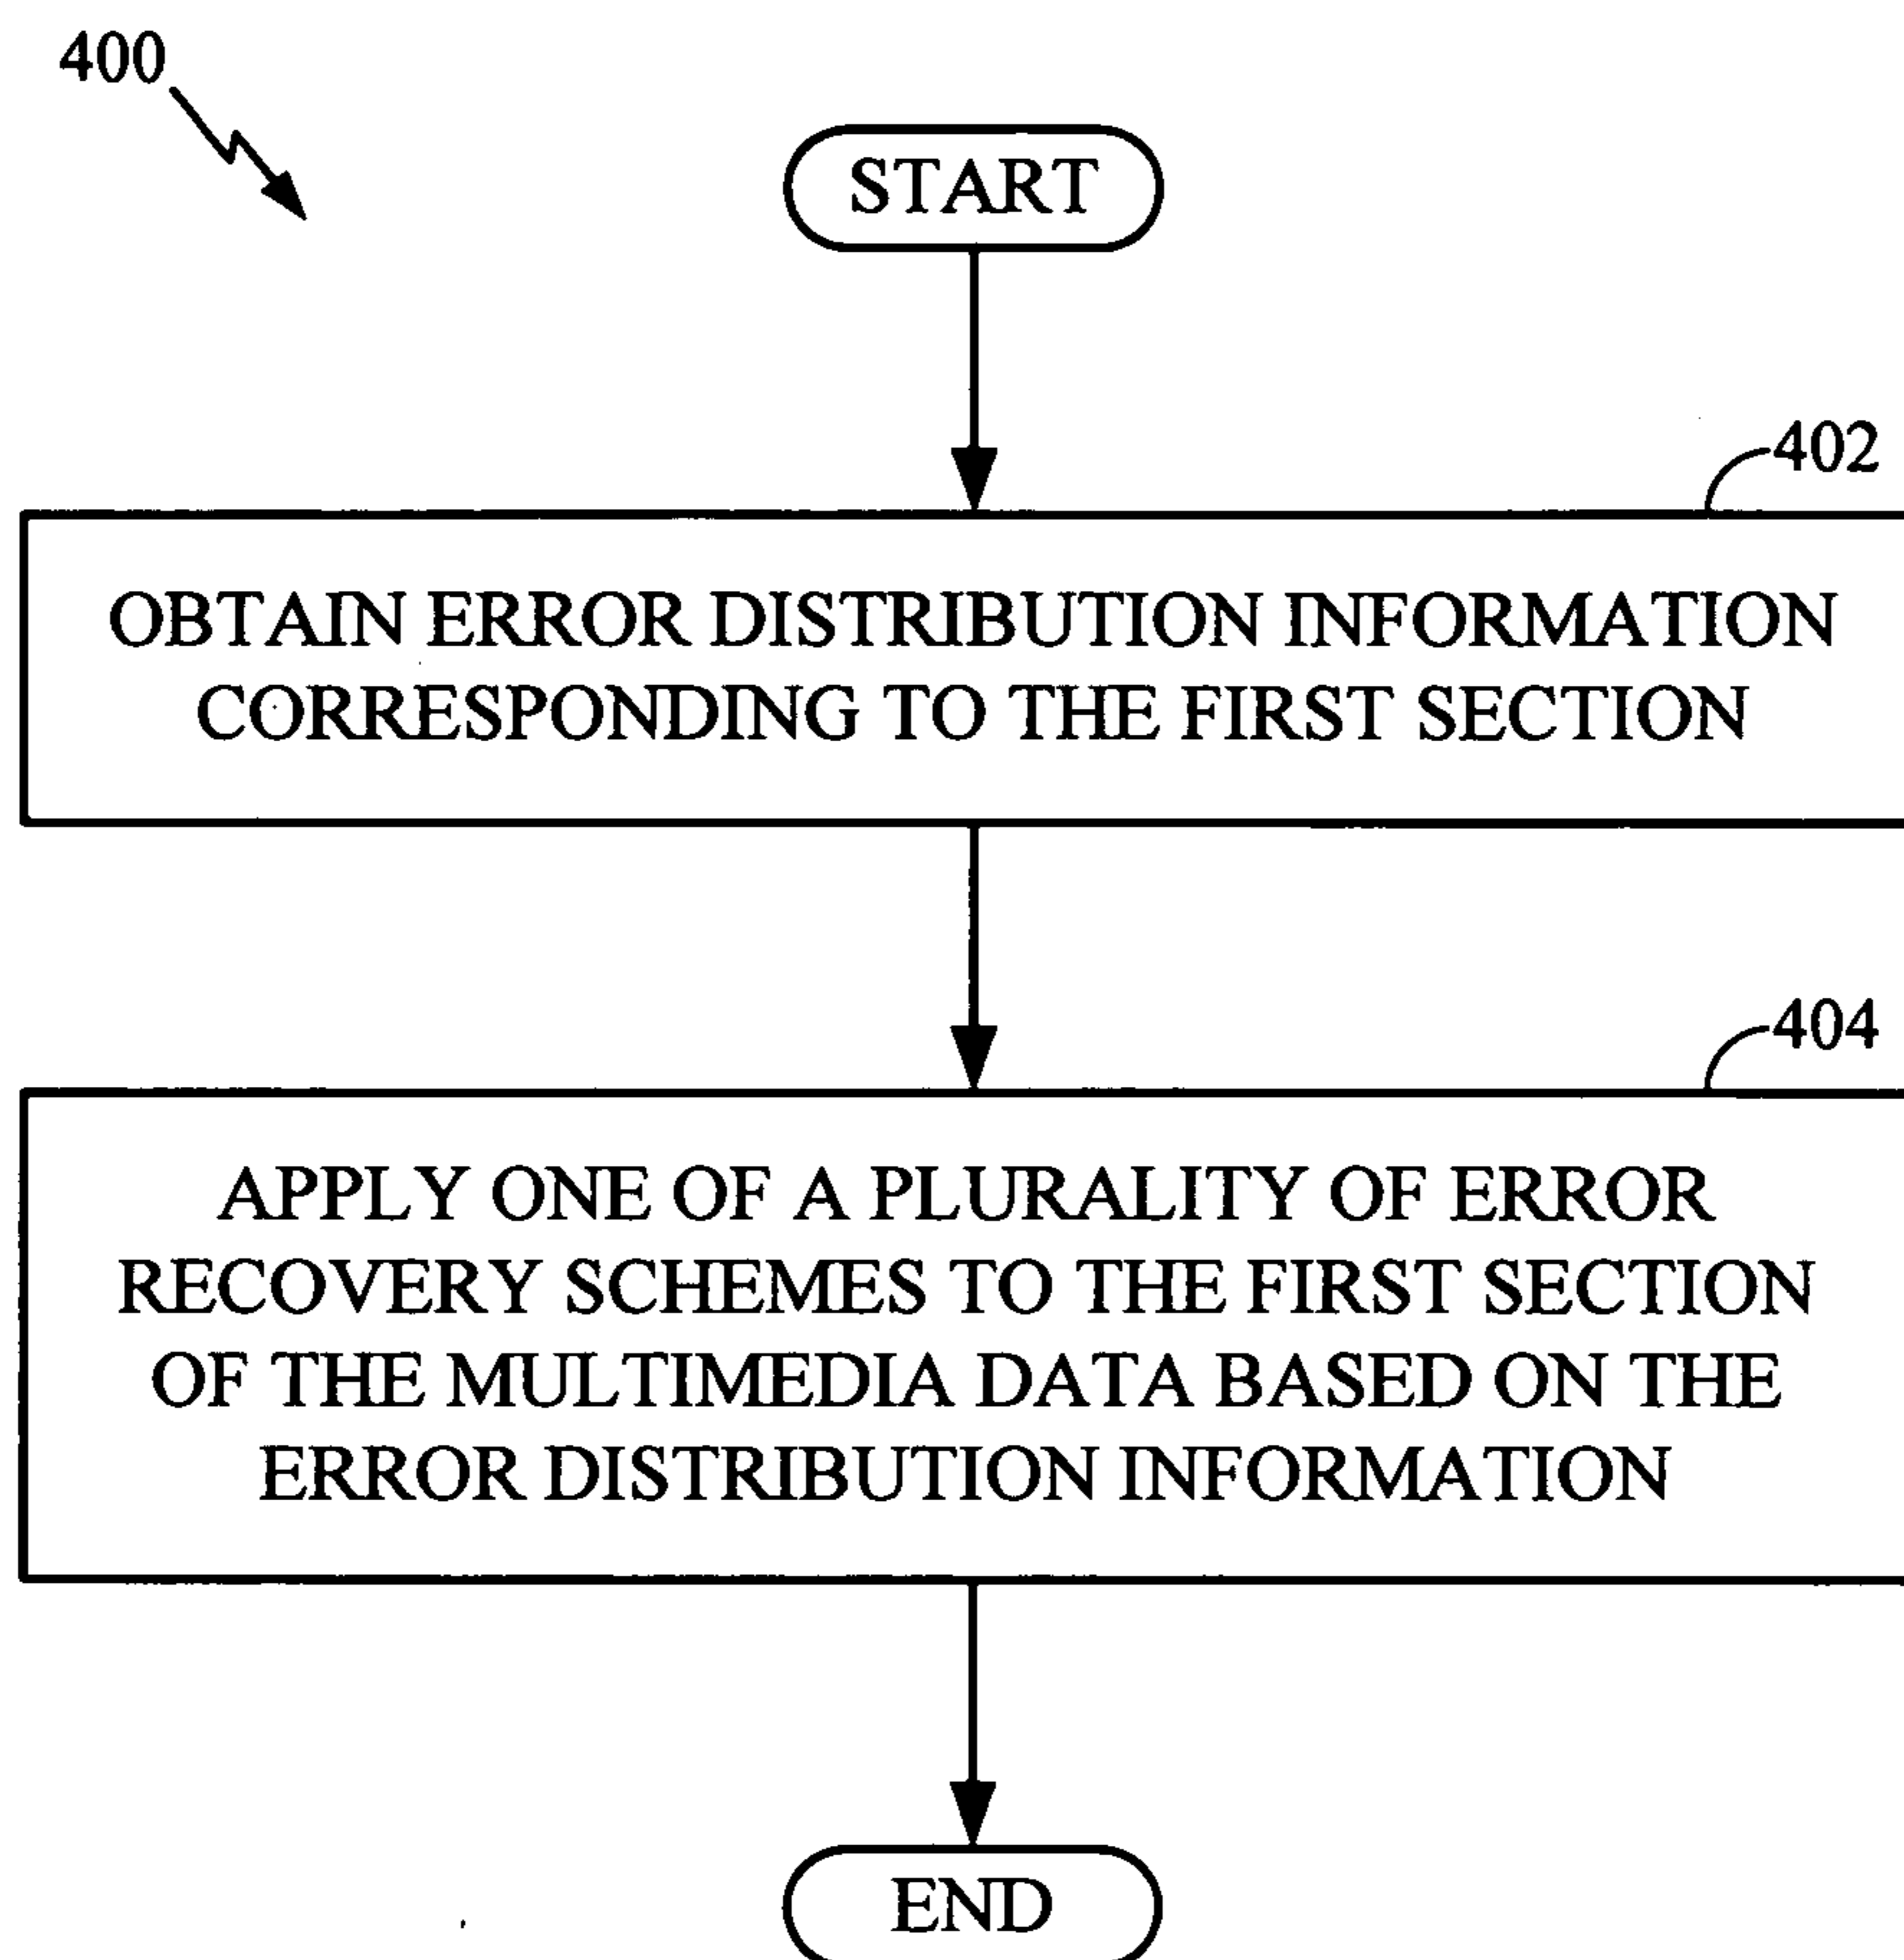 400
START
402
OBTAIN ERROR DISTRIBUTION INFORMATION
CORRESPONDING TO THE FIRST SECTION
404
APPLY ONE OF A PLURALITY OF ERROR
RECOVERY SCHEMES TO THE FIRST SECTION
OF THE MULTIMEDIA DATA BASED ON THE
ERROR DISTRIBUTION INFORMATION
END